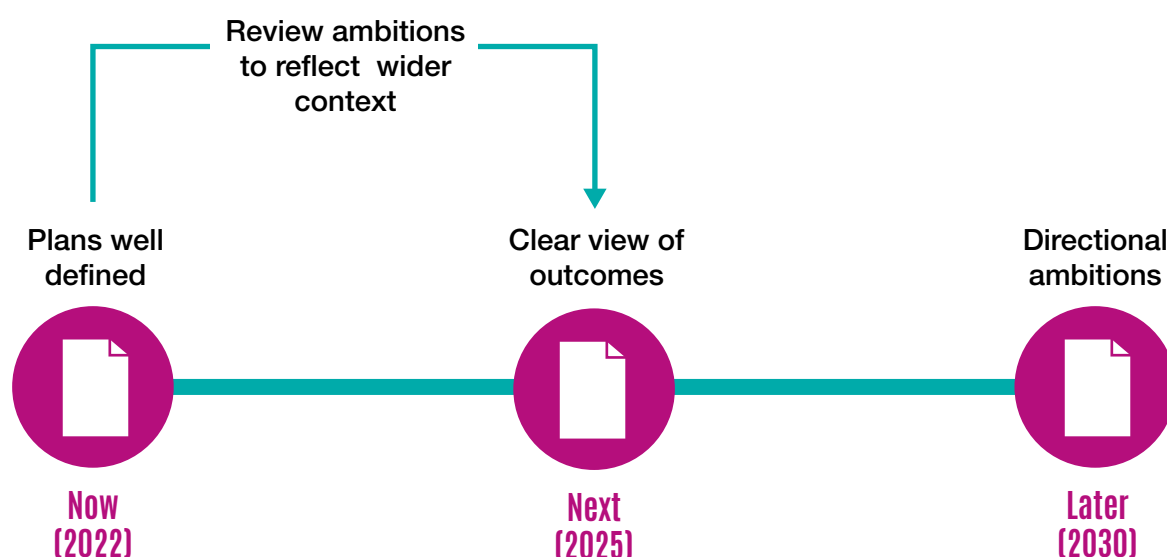 Review ambitions
to reflect wider
context
Plans well
defined
Clear view of
outcomes
Directional
ambitions
Now
(2022)
Next
(2025)
Later
(2030)